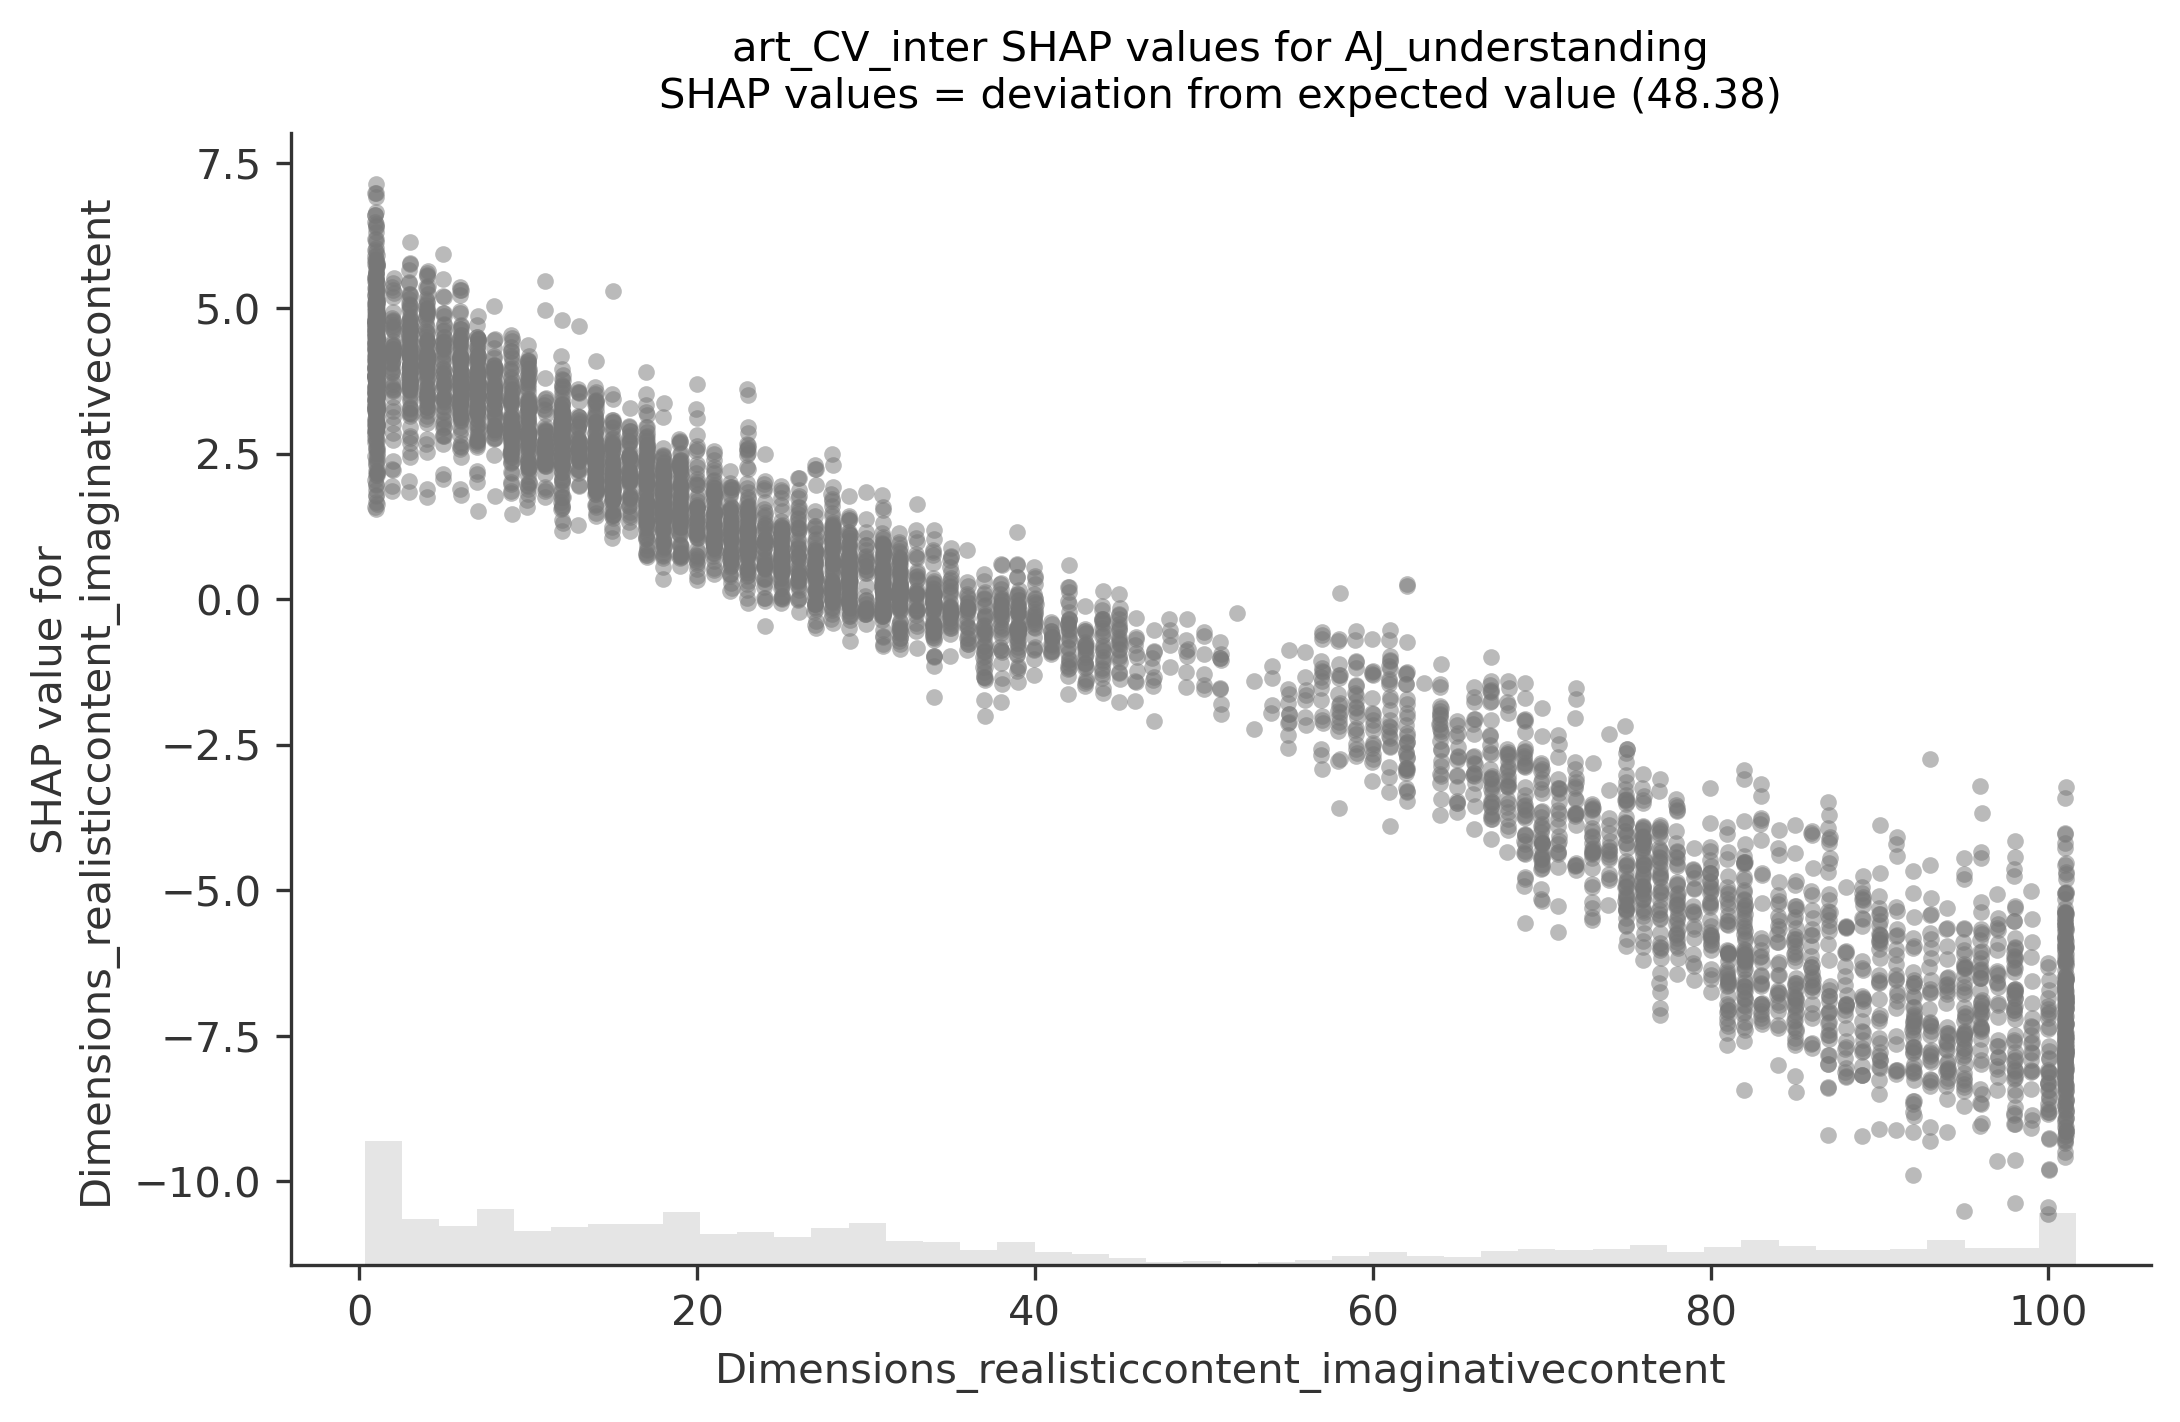 art_CV_inter SHAP values for AJ_understanding
SHAP values = deviation from expected value (48.38)
SHAP value for
Dimensions_realisticcontent_imaginativecontent
7.5
5.0
2.5
0.0
−2.5
−5.0
−7.5
−10.0
0 20 40 60 80 100
Dimensions_realisticcontent_imaginativecontent